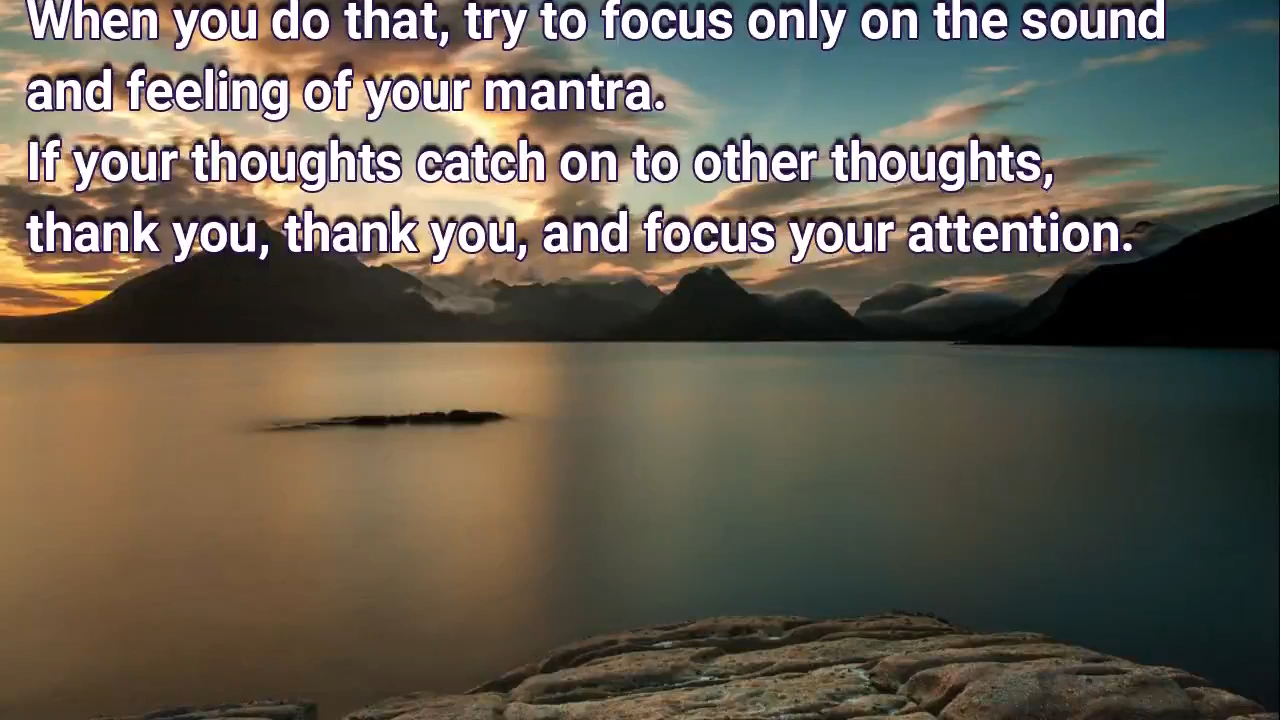 When you do that, try to focus only on the sound
and feeling of your mantra.
If your thoughts catch on to other thoughts,
thank you, thank you, and focus your attention.